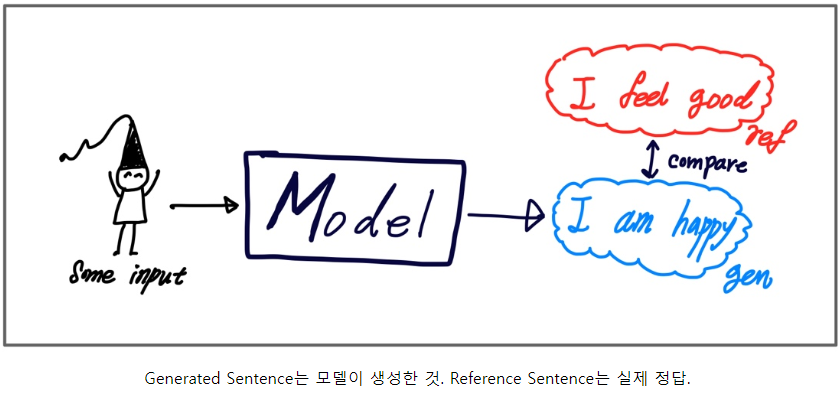 Some input
Model
I feel good
ref
compare
I am happy
gen
Generated Sentence는 모델이 생성한 것. Reference Sentence는 실제 정답.